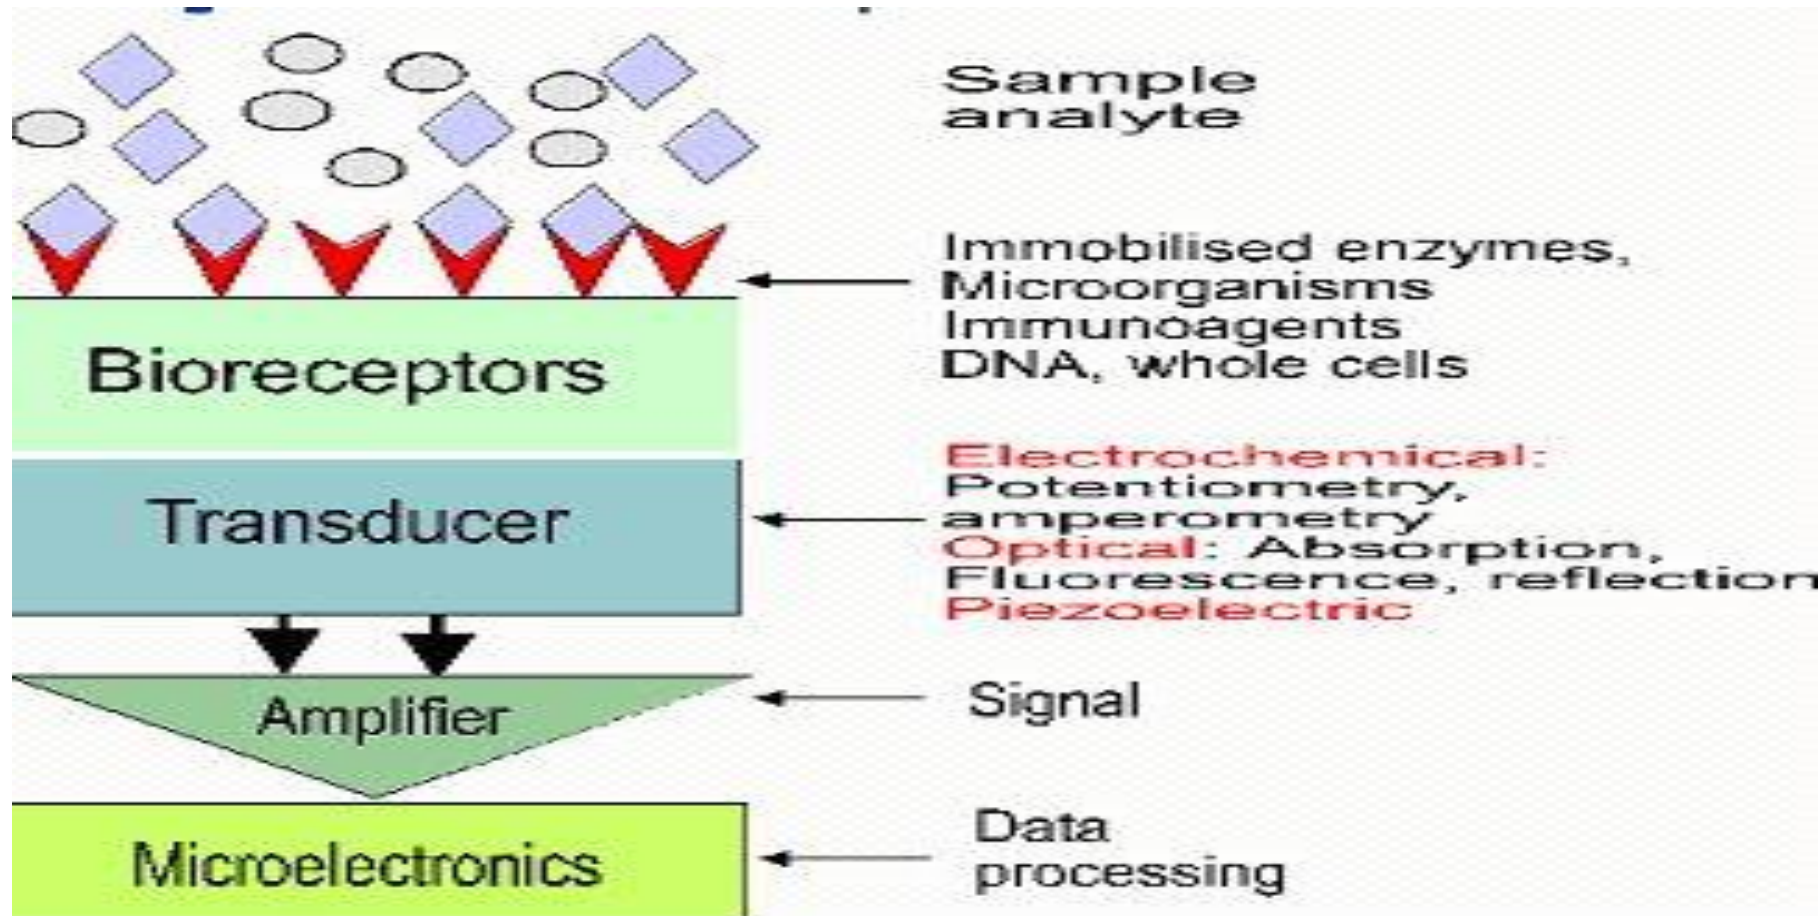 Sample
analyte
Immobilised enzymes,
Microorganisms
Immunoagents
DNA, whole cells
Bioreceptors
Electrochemical:
Potentiometry,
amperometry
Optical: Absorption,
Fluorescence, reflection
Piezoelectric
Transducer
Signal
Amplifier
Data
processing
Microelectronics